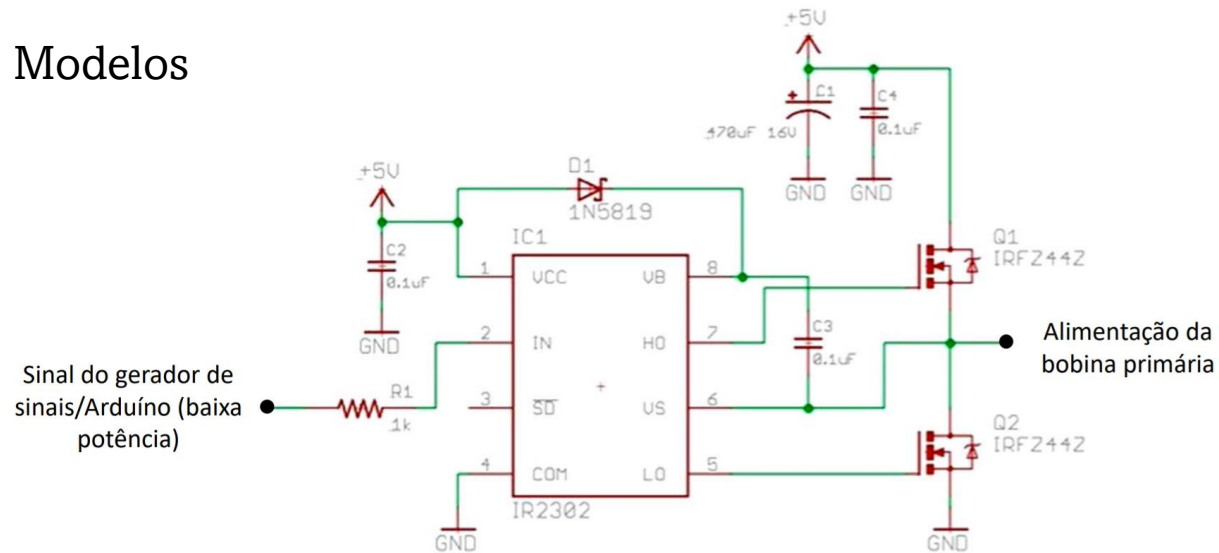 Modelos
+5V
C1
470uF 16V
C4
0.1uF
GND
GND
+5V
C2
0.1uF
GND
D1
1N5819
IC1
1
VCC
VB
8
2
IN
HO
7
3
SD
VS
6
4
COM
LO
5
IR2302
GND
C3
0.1uF
Q1
IRFZ44Z
Q2
IRFZ44Z
GND
R1
1k
Sinal do gerador de
sinais/Arduíno (baixa
potência)
Alimentação da
bobina primária